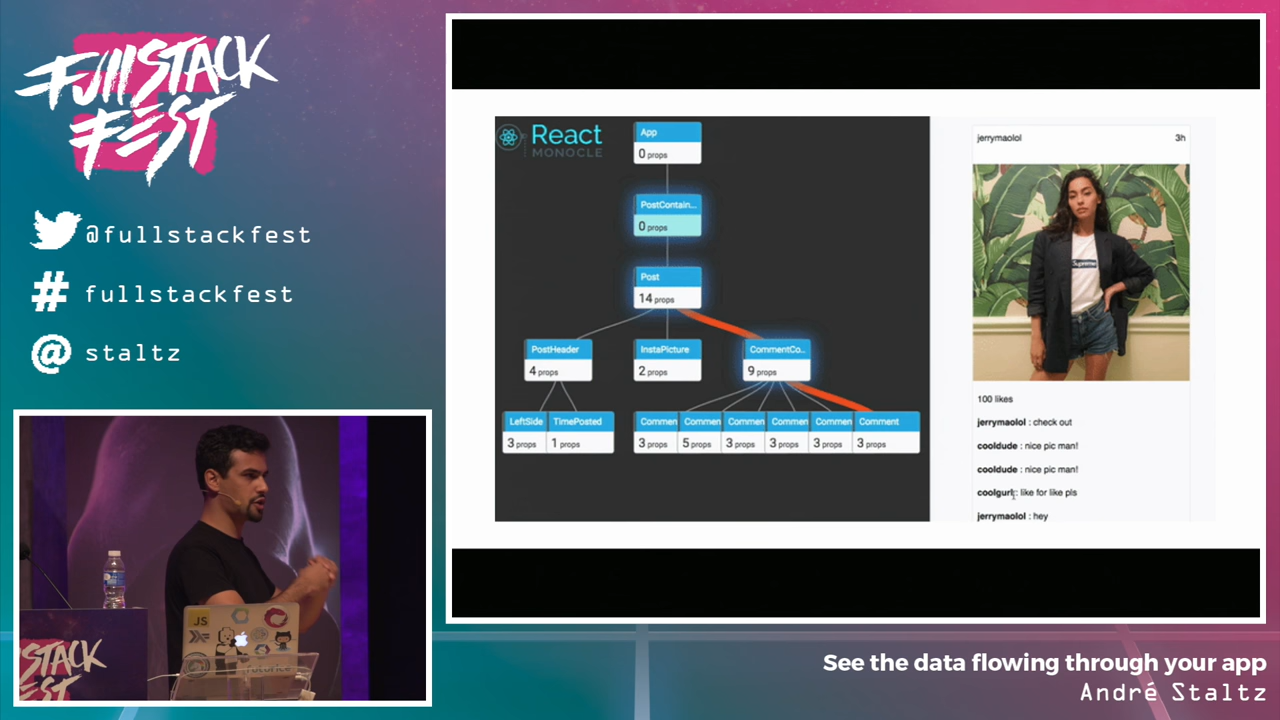 FullSTACK
FEST
@fullstackfest
# fullstackfest
@ staltz
React
MONOCLE
App
0 props
PostContain...
0 props
Post
14 props
PostHeader
4 props
InstaPicture
2 props
CommentCo...
9 props
LeftSide
3 props
TimePosted
1 props
Commen
3 props
Commen
5 props
Commen
3 props
Commen
3 props
Commen
3 props
Comment
3 props
jerrymaolol 3h
Supreme
100 likes
jerrymaolol : check out
cooldude : nice pic man!
cooldude : nice pic man!
coolgurl : like for like pls
jerrymaolol : hey
JS
STACK
FEST
See the data flowing through your app
André Staltz